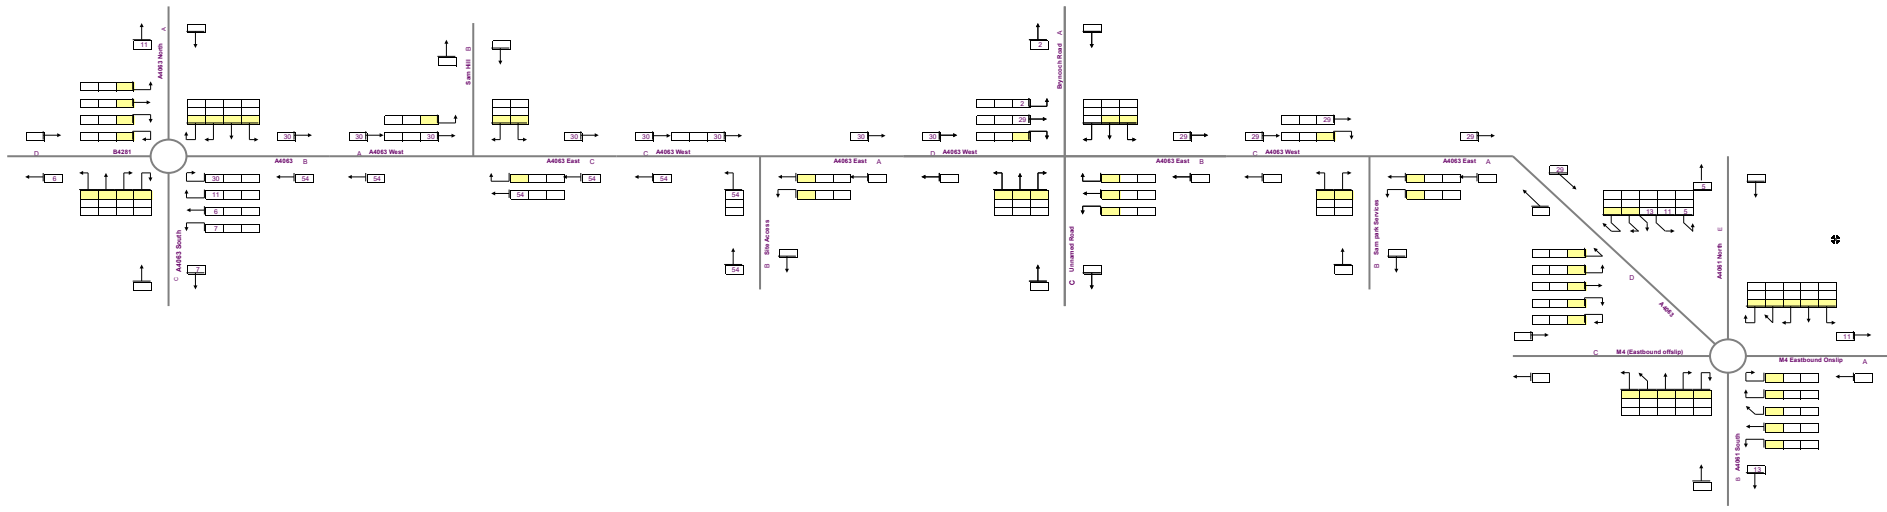 A
A4063 North
11
D
B4281
6
30
A4063
B
54
30
11
6
7
A4063 South
C
7
B
Sarn Hill
30
30
A
A4063 West
54
30
A4063 East
C
54
54
30
30
C
A4063 West
54
54
54
Site Access
B
30
A4063 East
A
A
Bryncoch Road
2
2
29
30
D
A4063 West
29
A4063 East
B
Unnamed Road
C
29
29
C
A4063 West
29
A4063 East
A
Sarn park Services
B
29
5
13
11
5
D
A4063
E
A4061 North
C
M4 (Eastbound offslip)
11
M4 Eastbound Onslip
A
A4061 South
B
13